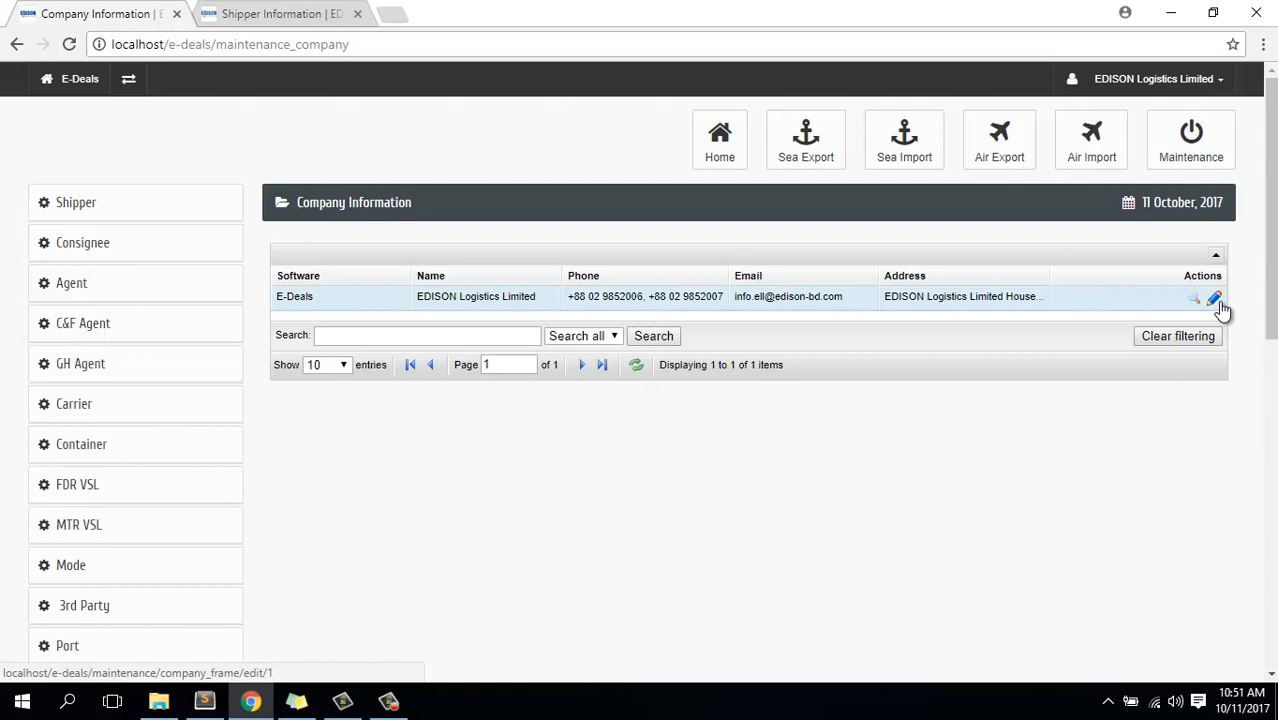 Company Information | E
Shipper Information | ED
localhost/e-deals/maintenance_company
E-Deals
EDISON Logistics Limited
Home
Sea Export
Sea Import
Air Export
Air Import
Maintenance
Shipper
Consignee
Agent
C&F Agent
GH Agent
Carrier
Container
FDR VSL
MTR VSL
Mode
3rd Party
Port
Company Information
11 October, 2017
Software Name Phone Email Address Actions
E-Deals EDISON Logistics Limited +88 02 9852006, +88 02 9852007 info.ell@edison-bd.com EDISON Logistics Limited House...
Search: Search all Search Clear filtering
Show 10 entries Page 1 of 1 Displaying 1 to 1 of 1 items
localhost/e-deals/maintenance/company_frame/edit/1
10:51 AM
10/11/2017